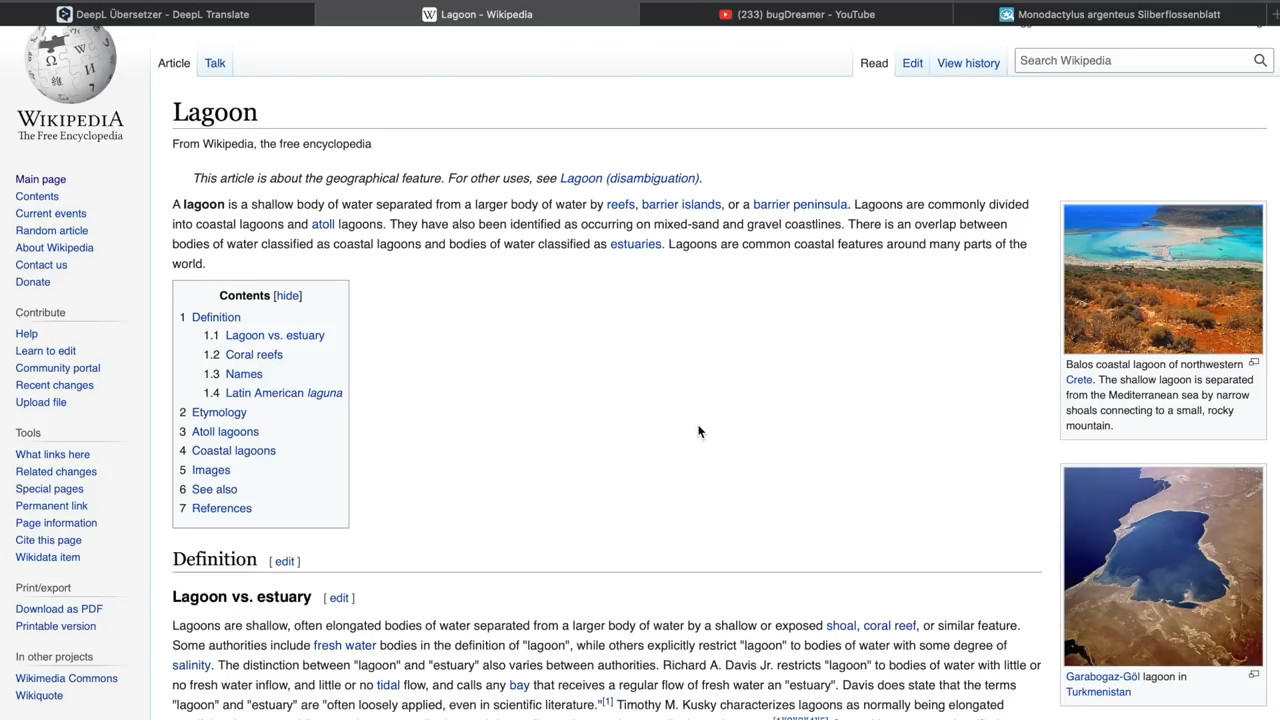 DeepL Übersetzer - DeepL Translate
Lagoon - Wikipedia
(233) bugDreamer - YouTube
Monodactylus argenteus Silberflossenblatt
WIKIPEDIA
The Free Encyclopedia
Main page
Contents
Current events
Random article
About Wikipedia
Contact us
Donate
Contribute
Help
Learn to edit
Community portal
Recent changes
Upload file
Tools
What links here
Related changes
Special pages
Permanent link
Page information
Cite this page
Wikidata item
Print/export
Download as PDF
Printable version
In other projects
Wikimedia Commons
Wikiquote
Article
Talk
Read
Edit
View history
Search Wikipedia
Lagoon
From Wikipedia, the free encyclopedia
This article is about the geographical feature. For other uses, see Lagoon (disambiguation).
A lagoon is a shallow body of water separated from a larger body of water by reefs, barrier islands, or a barrier peninsula. Lagoons are commonly divided
into coastal lagoons and atoll lagoons. They have also been identified as occurring on mixed-sand and gravel coastlines. There is an overlap between
bodies of water classified as coastal lagoons and bodies of water classified as estuaries. Lagoons are common coastal features around many parts of the
world.
Contents [hide]
1 Definition
1.1 Lagoon vs. estuary
1.2 Coral reefs
1.3 Names
1.4 Latin American laguna
2 Etymology
3 Atoll lagoons
4 Coastal lagoons
5 Images
6 See also
7 References
Balos coastal lagoon of northwestern
Crete. The shallow lagoon is separated
from the Mediterranean sea by narrow
shoals connecting to a small, rocky
mountain.
Garabogaz-Göl lagoon in
Turkmenistan
Definition [ edit ]
Lagoon vs. estuary [ edit ]
Lagoons are shallow, often elongated bodies of water separated from a larger body of water by a shallow or exposed shoal, coral reef, or similar feature.
Some authorities include fresh water bodies in the definition of "lagoon", while others explicitly restrict "lagoon" to bodies of water with some degree of
salinity. The distinction between "lagoon" and "estuary" also varies between authorities. Richard A. Davis Jr. restricts "lagoon" to bodies of water with little or
no fresh water inflow, and little or no tidal flow, and calls any bay that receives a regular flow of fresh water an "estuary". Davis does state that the terms
"lagoon" and "estuary" are "often loosely applied, even in scientific literature."[1] Timothy M. Kusky characterizes lagoons as normally being elongated